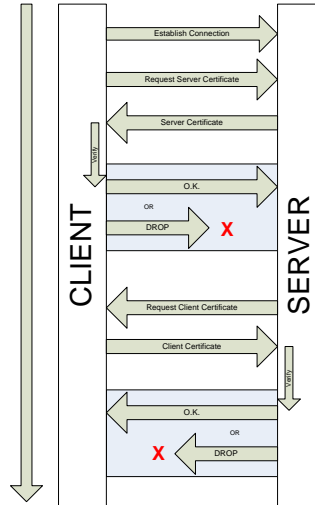 Establish Connection
Request Server Certificate
Server Certificate
Verify
O.K.
OR
DROP
X
CLIENT
SERVER
Request Client Certificate
Client Certificate
Verify
O.K.
OR
X
DROP